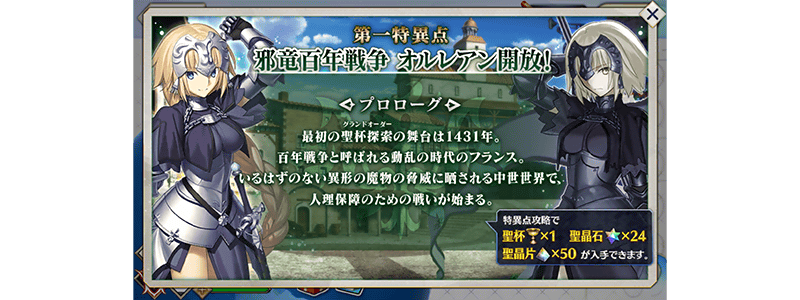 第一特異点
邪竜百年戦争 オルレアン開放!
プロローグ
グランドオーダー
最初の聖杯探索の舞台は1431年。
百年戦争と呼ばれる動乱の時代のフランス。
いるはずのない異形の魔物の脅威に晒される中世世界で、
人理保障のための戦いが始まる。
特異点攻略で
聖杯×1 聖晶石×24
聖晶片×50 が入手できます。